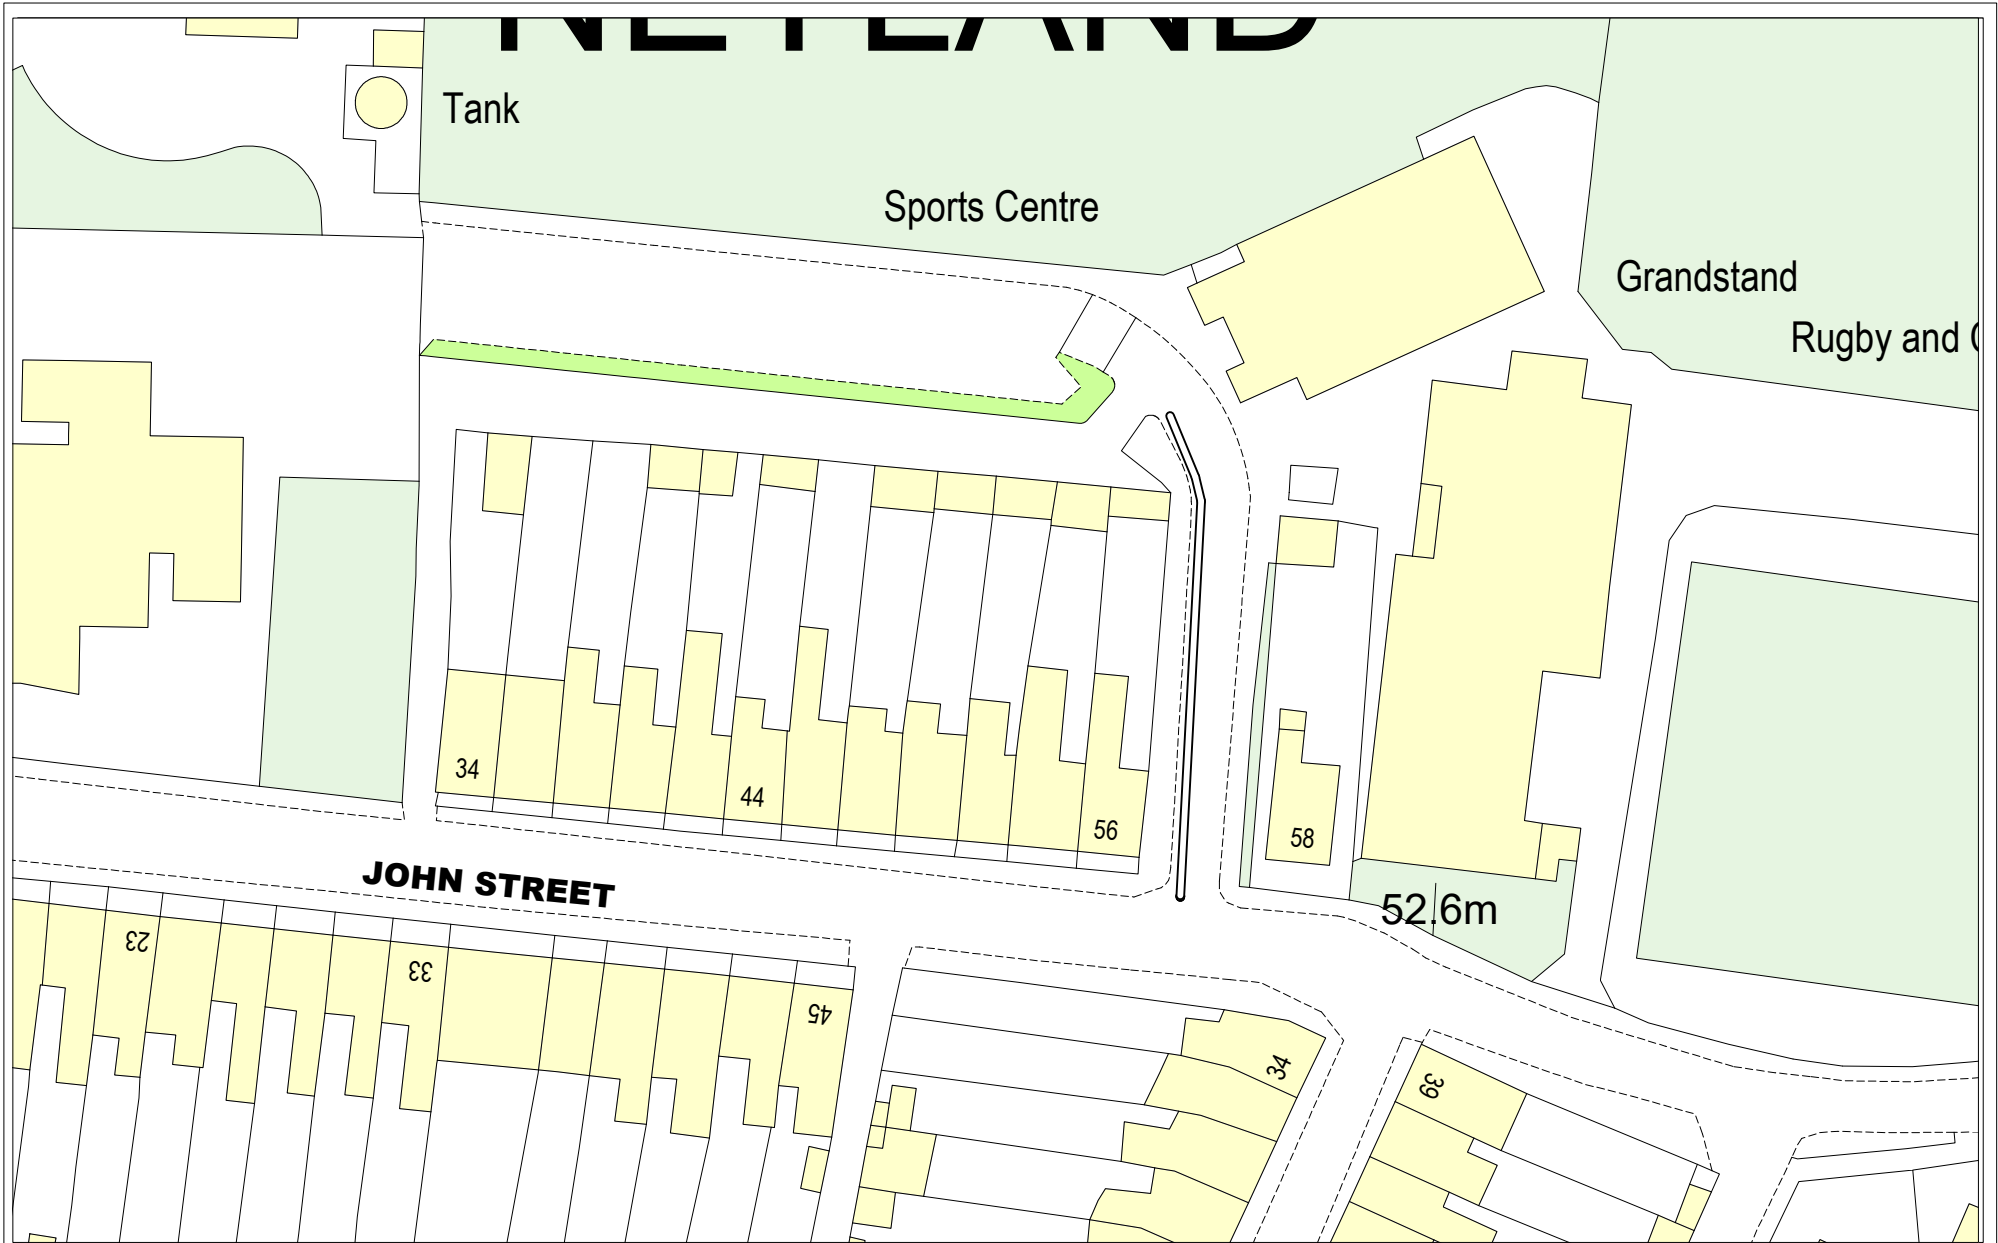 NEYLAND
Tank
Sports Centre
Grandstand
Rugby and
34
44
56
58
JOHN STREET
52.6m
23
33
45
34
39